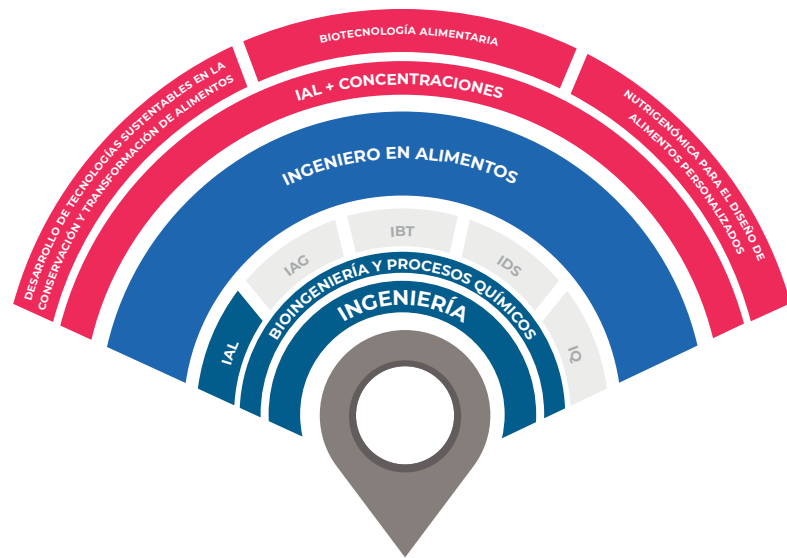 DESARROLLO DE TECNOLOGÍAS SUSTENTABLES EN LA
CONSERVACIÓN Y TRANSFORMACIÓN DE ALIMENTOS
BIOTECNOLOGÍA ALIMENTARIA
NUTRIGENÓMICA PARA EL DISEÑO DE
ALIMENTOS PERSONALIZADOS
IAL + CONCENTRACIONES
INGENIERO EN ALIMENTOS
IAL
IAG
IBT
IDS
IQ
BIOINGENIERÍA Y PROCESOS QUÍMICOS
INGENIERÍA